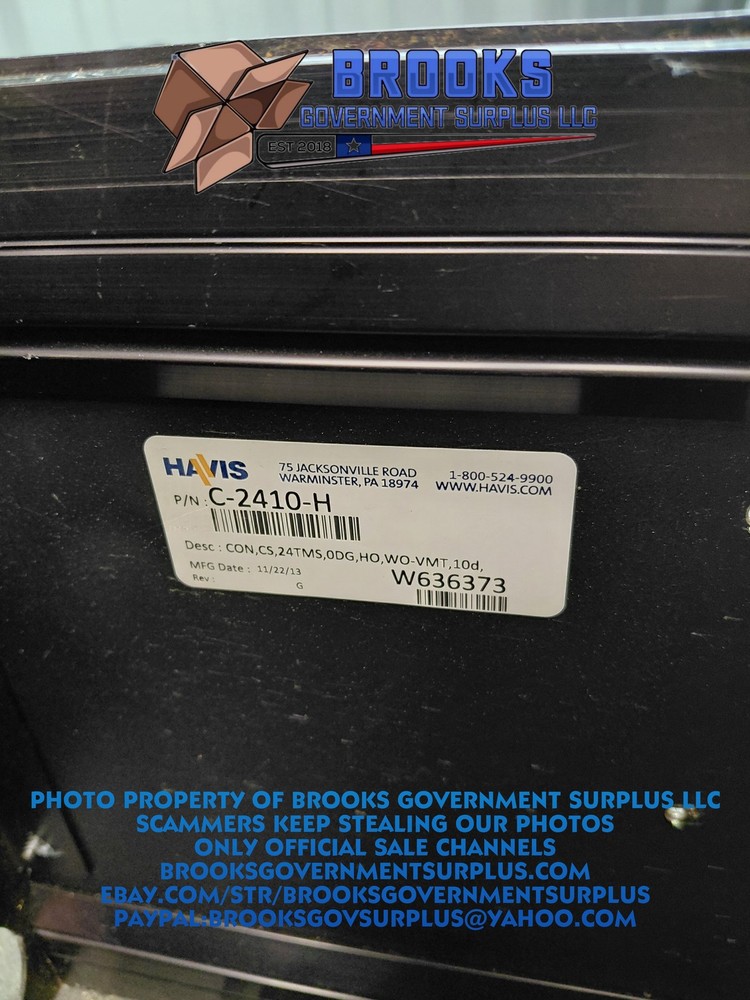 BROOKS
GOVERNMENT SURPLUS LLC
EST 2018
HAVIS
75 JACKSONVILLE ROAD
WARMINSTER, PA 18974
1-800-524-9900
WWW.HAVIS.COM
P/N : C-2410-H
Desc : CON,CS,24TMS,0DG,HO,WO-VMT,10d,
MFG Date : 11/22/13
W636373
Rev : G
PHOTO PROPERTY OF BROOKS GOVERNMENT SURPLUS LLC
SCAMMERS KEEP STEALING OUR PHOTOS
ONLY OFFICIAL SALE CHANNELS
BROOKSGOVERNMENTSURPLUS.COM
EBAY.COM/STR/BROOKSGOVERNMENTSURPLUS
PAYPAL:BROOKSGOVSURPLUS@YAHOO.COM